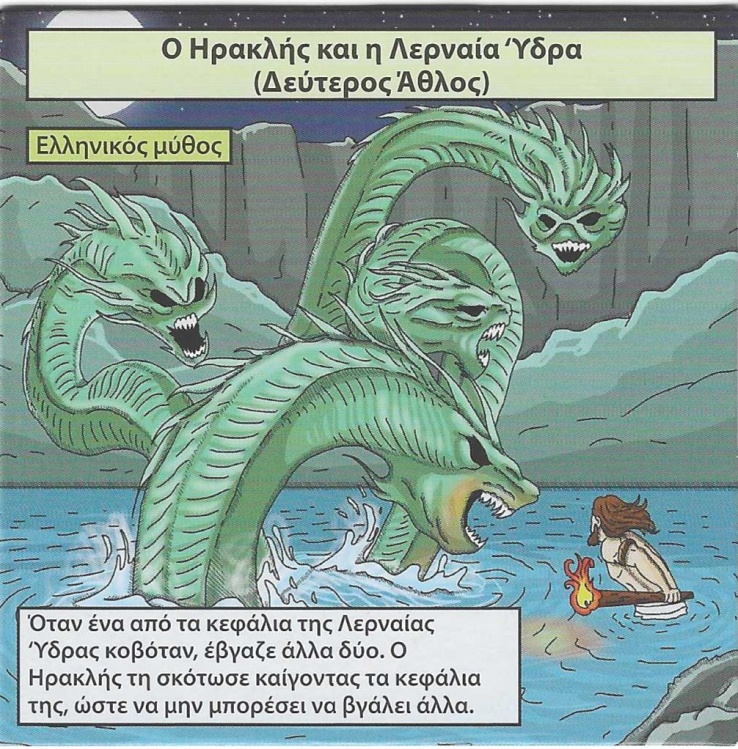 Ο Ηρακλής και η Λερναία Ύδρα
(Δεύτερος Άθλος)
Ελληνικός μύθος
Όταν ένα από τα κεφάλια της Λερναίας
Ύδρας κοβόταν, έβγαζε άλλα δύο. Ο
Ηρακλής τη σκότωσε καίγοντας τα κεφάλια
της, ώστε να μην μπορέσει να βγάλει άλλα.